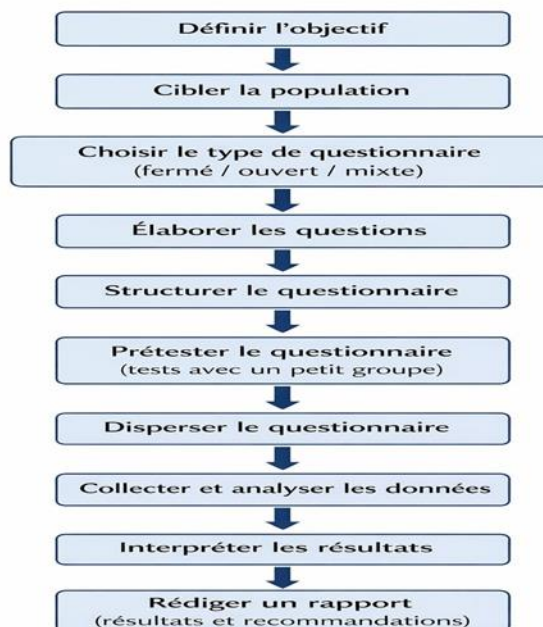 Définir l'objectif
Cibler la population
Choisir le type de questionnaire
(fermé / ouvert / mixte)
Élaborer les questions
Structurer le questionnaire
Prétester le questionnaire
(tests avec un petit groupe)
Disperser le questionnaire
Collecter et analyser les données
Interpréter les résultats
Rédiger un rapport
(résultats et recommandations)